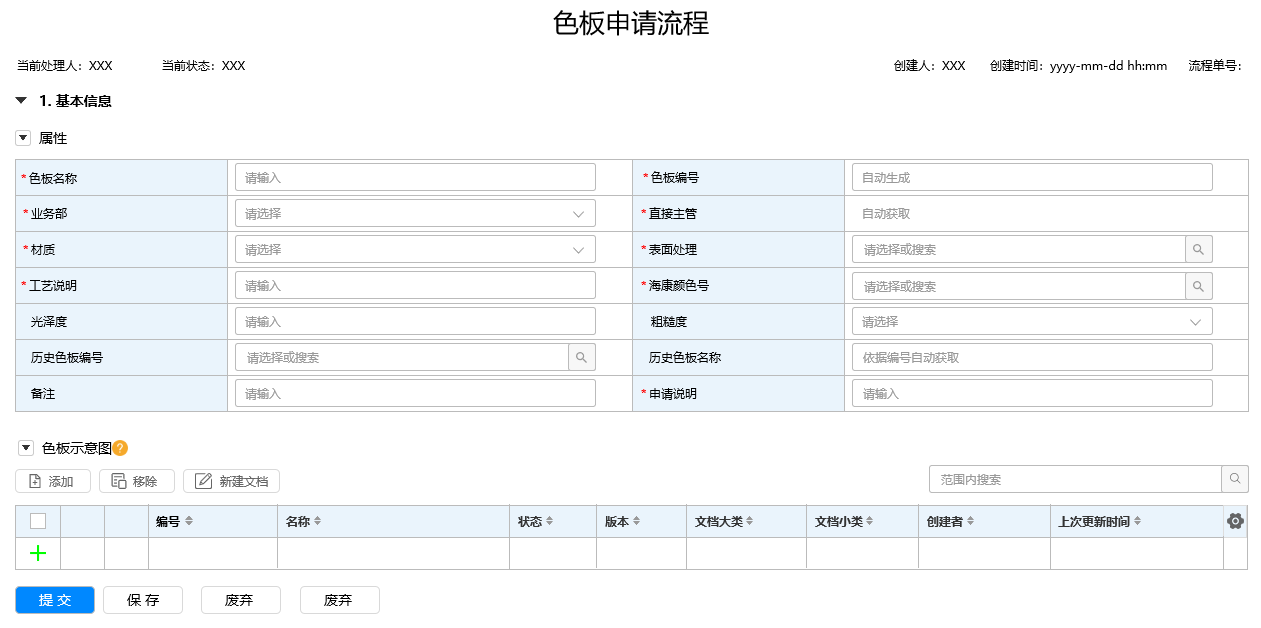 色板申请流程
当前处理人：XXX 当前状态：XXX 创建人：XXX 创建时间：yyyy-mm-dd hh:mm 流程单号：
1. 基本信息
属性
*色板名称 请输入 *色板编号 自动生成
*业务部 请选择 *直接主管 自动获取
*材质 请选择 *表面处理 请选择或搜索
*工艺说明 请输入 *海康颜色号 请选择或搜索
光泽度 请输入 粗糙度 请选择
历史色板编号 请选择或搜索 历史色板名称 依据编号自动获取
备注 请输入 *申请说明 请输入
色板示意图?
添加 移除 新建文档 范围内搜索
编号 名称 状态 版本 文档大类 文档小类 创建者 上次更新时间
提 交 保 存 废弃 废弃